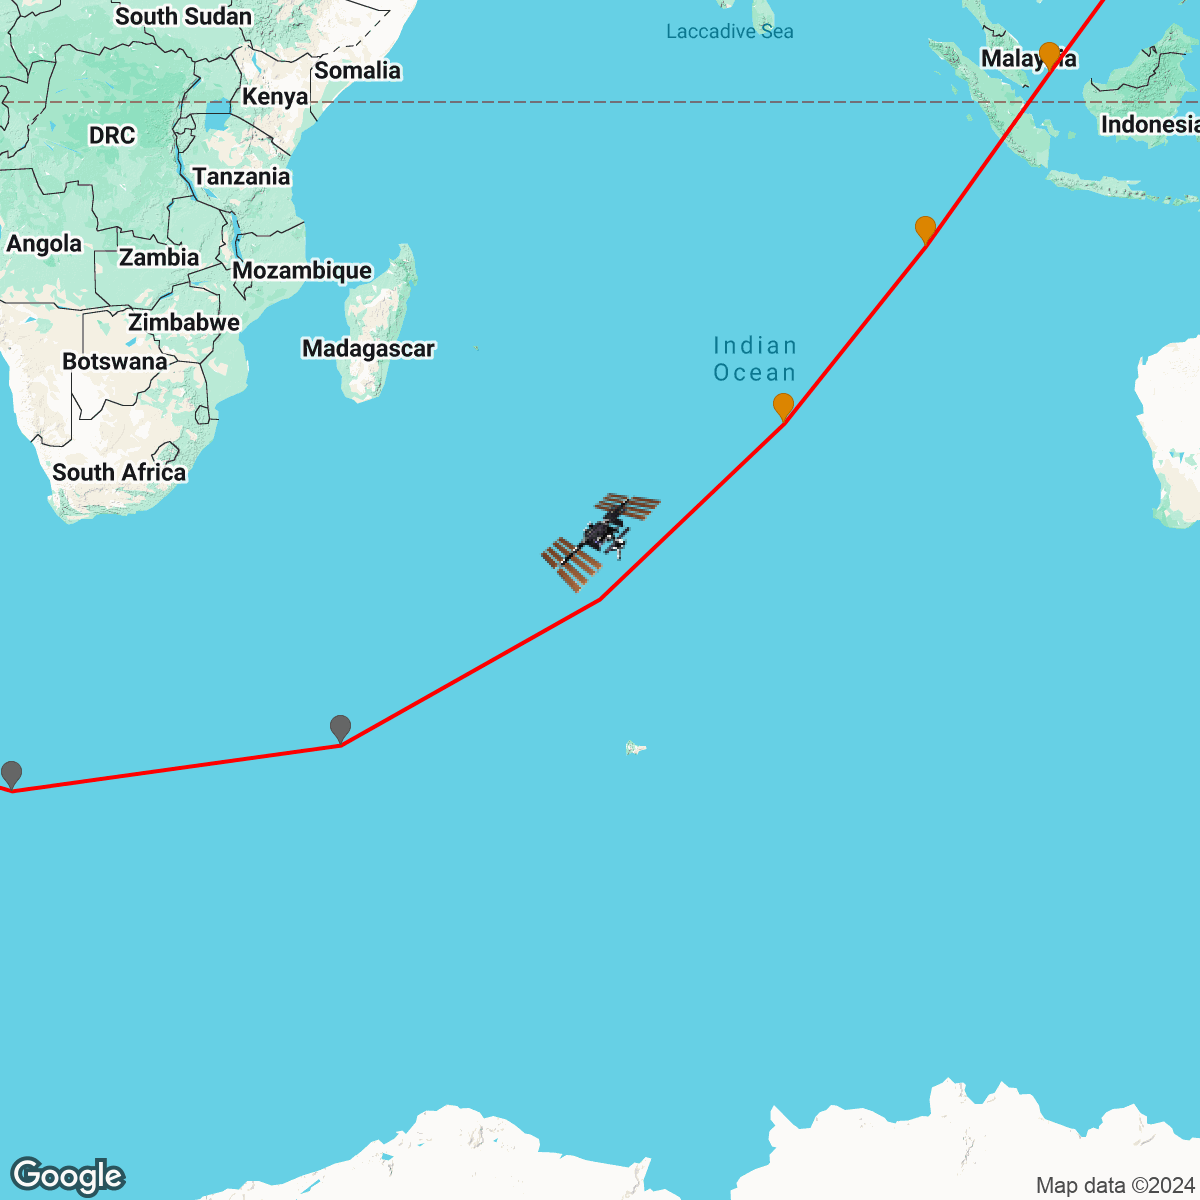 South Sudan
Laccadive Sea
Somalia
Malaysia
Kenya
DRC
Indonesia
Tanzania
Angola
Zambia
Mozambique
Zimbabwe
Madagascar
Botswana
Indian
Ocean
South Africa
Google
Map data ©2024